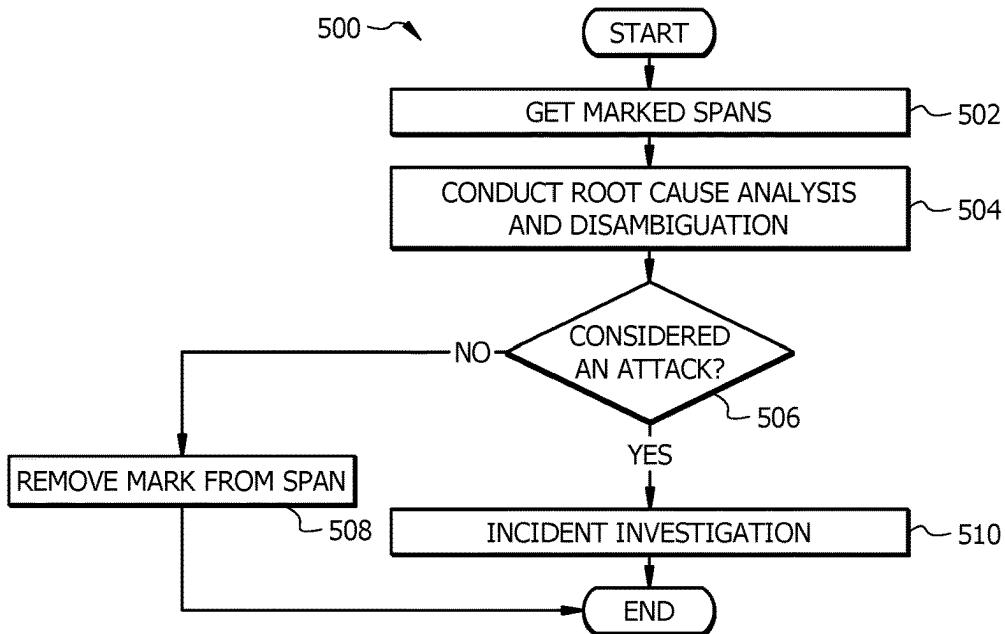 500
START
GET MARKED SPANS
502
CONDUCT ROOT CAUSE ANALYSIS
AND DISAMBIGUATION
504
CONSIDERED
AN ATTACK?
506
NO
YES
REMOVE MARK FROM SPAN
508
INCIDENT INVESTIGATION
510
END